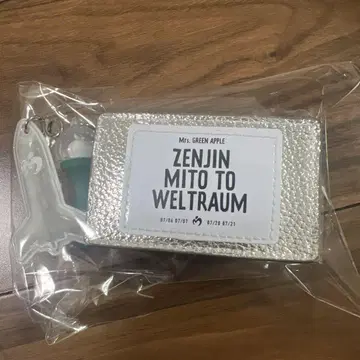 Mrs. GREEN APPLE
ZENJIN
MITO TO
WELTRAUM
07/06 07/07 07/20 07/21